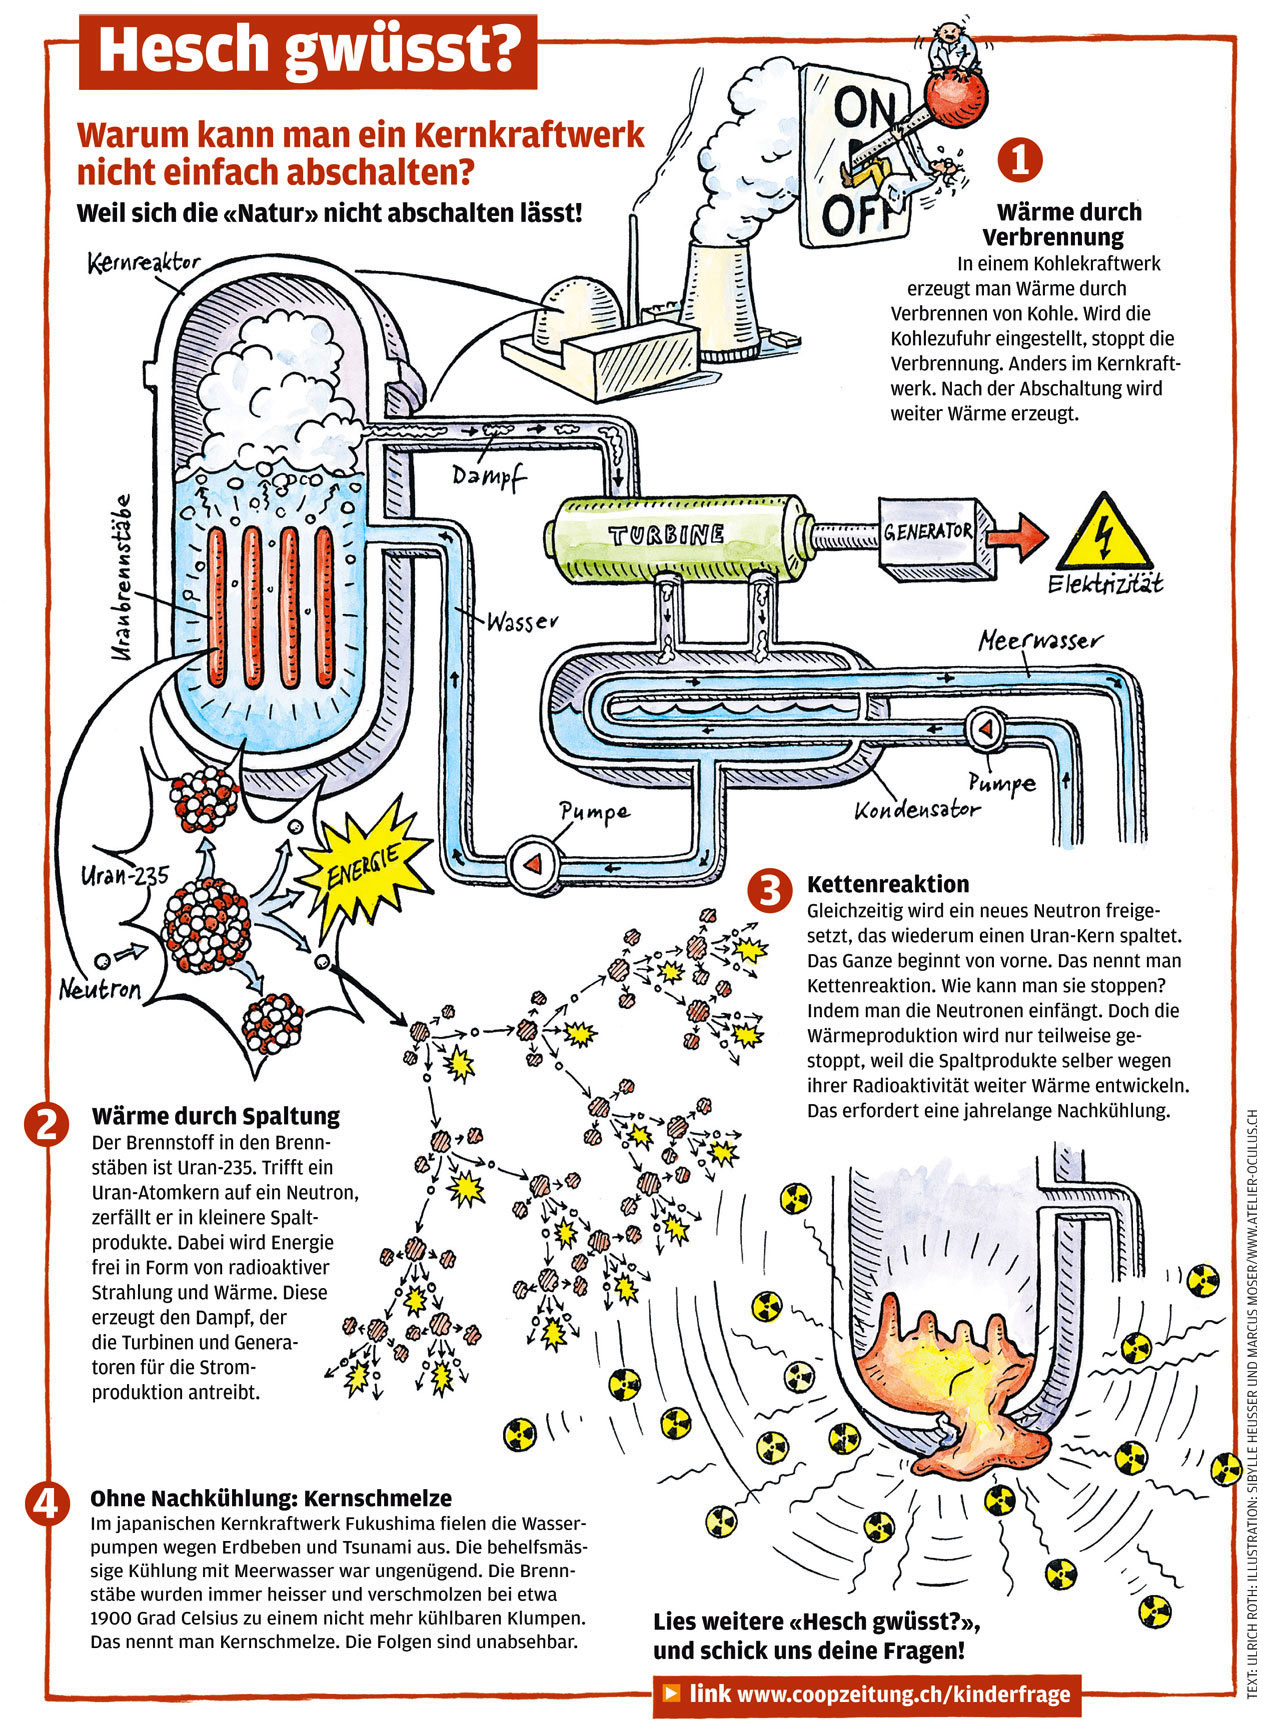 Hesch gwüsst?
Warum kann man ein Kernkraftwerk
nicht einfach abschalten?
Weil sich die «Natur» nicht abschalten lässt!
ON
OFF
1
Wärme durch
Verbrennung
In einem Kohlekraftwerk
erzeugt man Wärme durch
Verbrennen von Kohle. Wird die
Kohlezufuhr eingestellt, stoppt die
Verbrennung. Anders im Kernkraft-
werk. Nach der Abschaltung wird
weiter Wärme erzeugt.
Kernreaktor
Dampf
Uranbrennstäbe
TURBINE
GENERATOR
Elektrizität
Wasser
Meerwasser
Pumpe
Kondensator
Pumpe
ENERGIE
Uran-235
Neutron
2
Wärme durch Spaltung
Der Brennstoff in den Brenn-
stäben ist Uran-235. Trifft ein
Uran-Atomkern auf ein Neutron,
zerfällt er in kleinere Spalt-
produkte. Dabei wird Energie
frei in Form von radioaktiver
Strahlung und Wärme. Diese
erzeugt den Dampf, der
die Turbinen und Genera-
toren für die Strom-
produktion antreibt.
3
Kettenreaktion
Gleichzeitig wird ein neues Neutron freige-
setzt, das wiederum einen Uran-Kern spaltet.
Das Ganze beginnt von vorne. Das nennt man
Kettenreaktion. Wie kann man sie stoppen?
Indem man die Neutronen einfängt. Doch die
Wärmeproduktion wird nur teilweise ge-
stoppt, weil die Spaltprodukte selber wegen
ihrer Radioaktivität weiter Wärme entwickeln.
Das erfordert eine jahrelange Nachkühlung.
4
Ohne Nachkühlung: Kernschmelze
Im japanischen Kernkraftwerk Fukushima fielen die Wasser-
pumpen wegen Erdbeben und Tsunami aus. Die behelfsmäs-
sige Kühlung mit Meerwasser war ungenügend. Die Brenn-
stäbe wurden immer heisser und verschmolzen bei etwa
1900 Grad Celsius zu einem nicht mehr kühlbaren Klumpen.
Das nennt man Kernschmelze. Die Folgen sind unabsehbar.
Lies weitere «Hesch gwüsst?»,
und schick uns deine Fragen!
link www.coopzeitung.ch/kinderfrage
TEXT: ULRICH ROTH: ILLUSTRATION: SIBYLLE HEUSSER UND MARCUS MOSER/WWW.ATELIER-OCULUS.CH